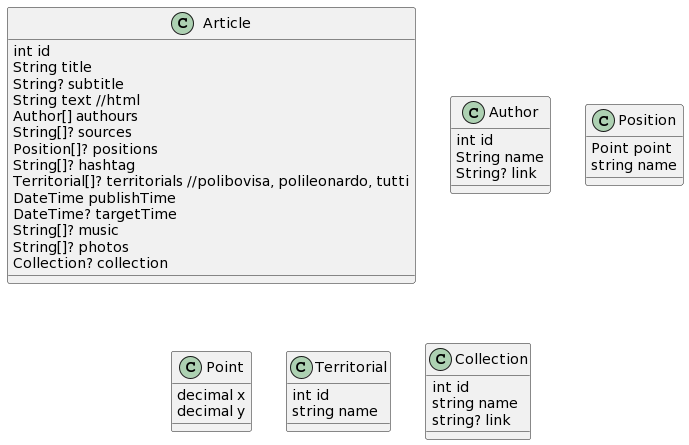 C Article
int id
String title
String? subtitle
String text //html
Author[] authours
String[]? sources
Position[]? positions
String[]? hashtag
Territorial[]? territorials //polibovisa, polileonardo, tutti
DateTime publishTime
DateTime? targetTime
String[]? music
String[]? photos
Collection? collection
C Author
int id
String name
String? link
C Position
Point point
string name
C Point
decimal x
decimal y
C Territorial
int id
string name
C Collection
int id
string name
string? link